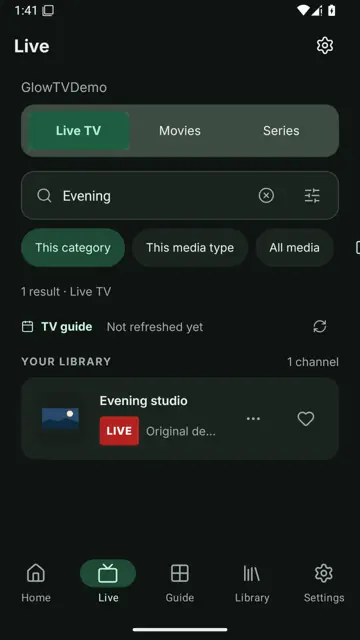 1:41
Live
GlowTVDemo
Live TV Movies Series
Evening
This category This media type All media
1 result · Live TV
TV guide Not refreshed yet
YOUR LIBRARY 1 channel
Evening studio
LIVE Original de...
Home Live Guide Library Settings